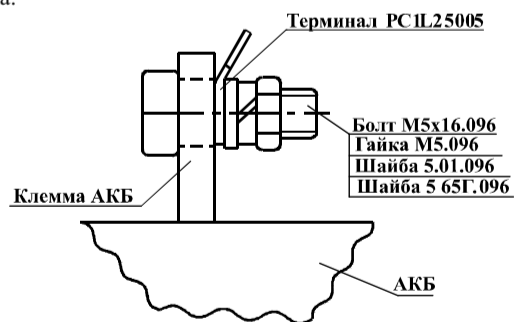 а.
Терминал PC1L25005
Болт М5х16.096
Гайка М5.096
Шайба 5.01.096
Шайба 5 65Г.096
Клемма АКБ
АКБ